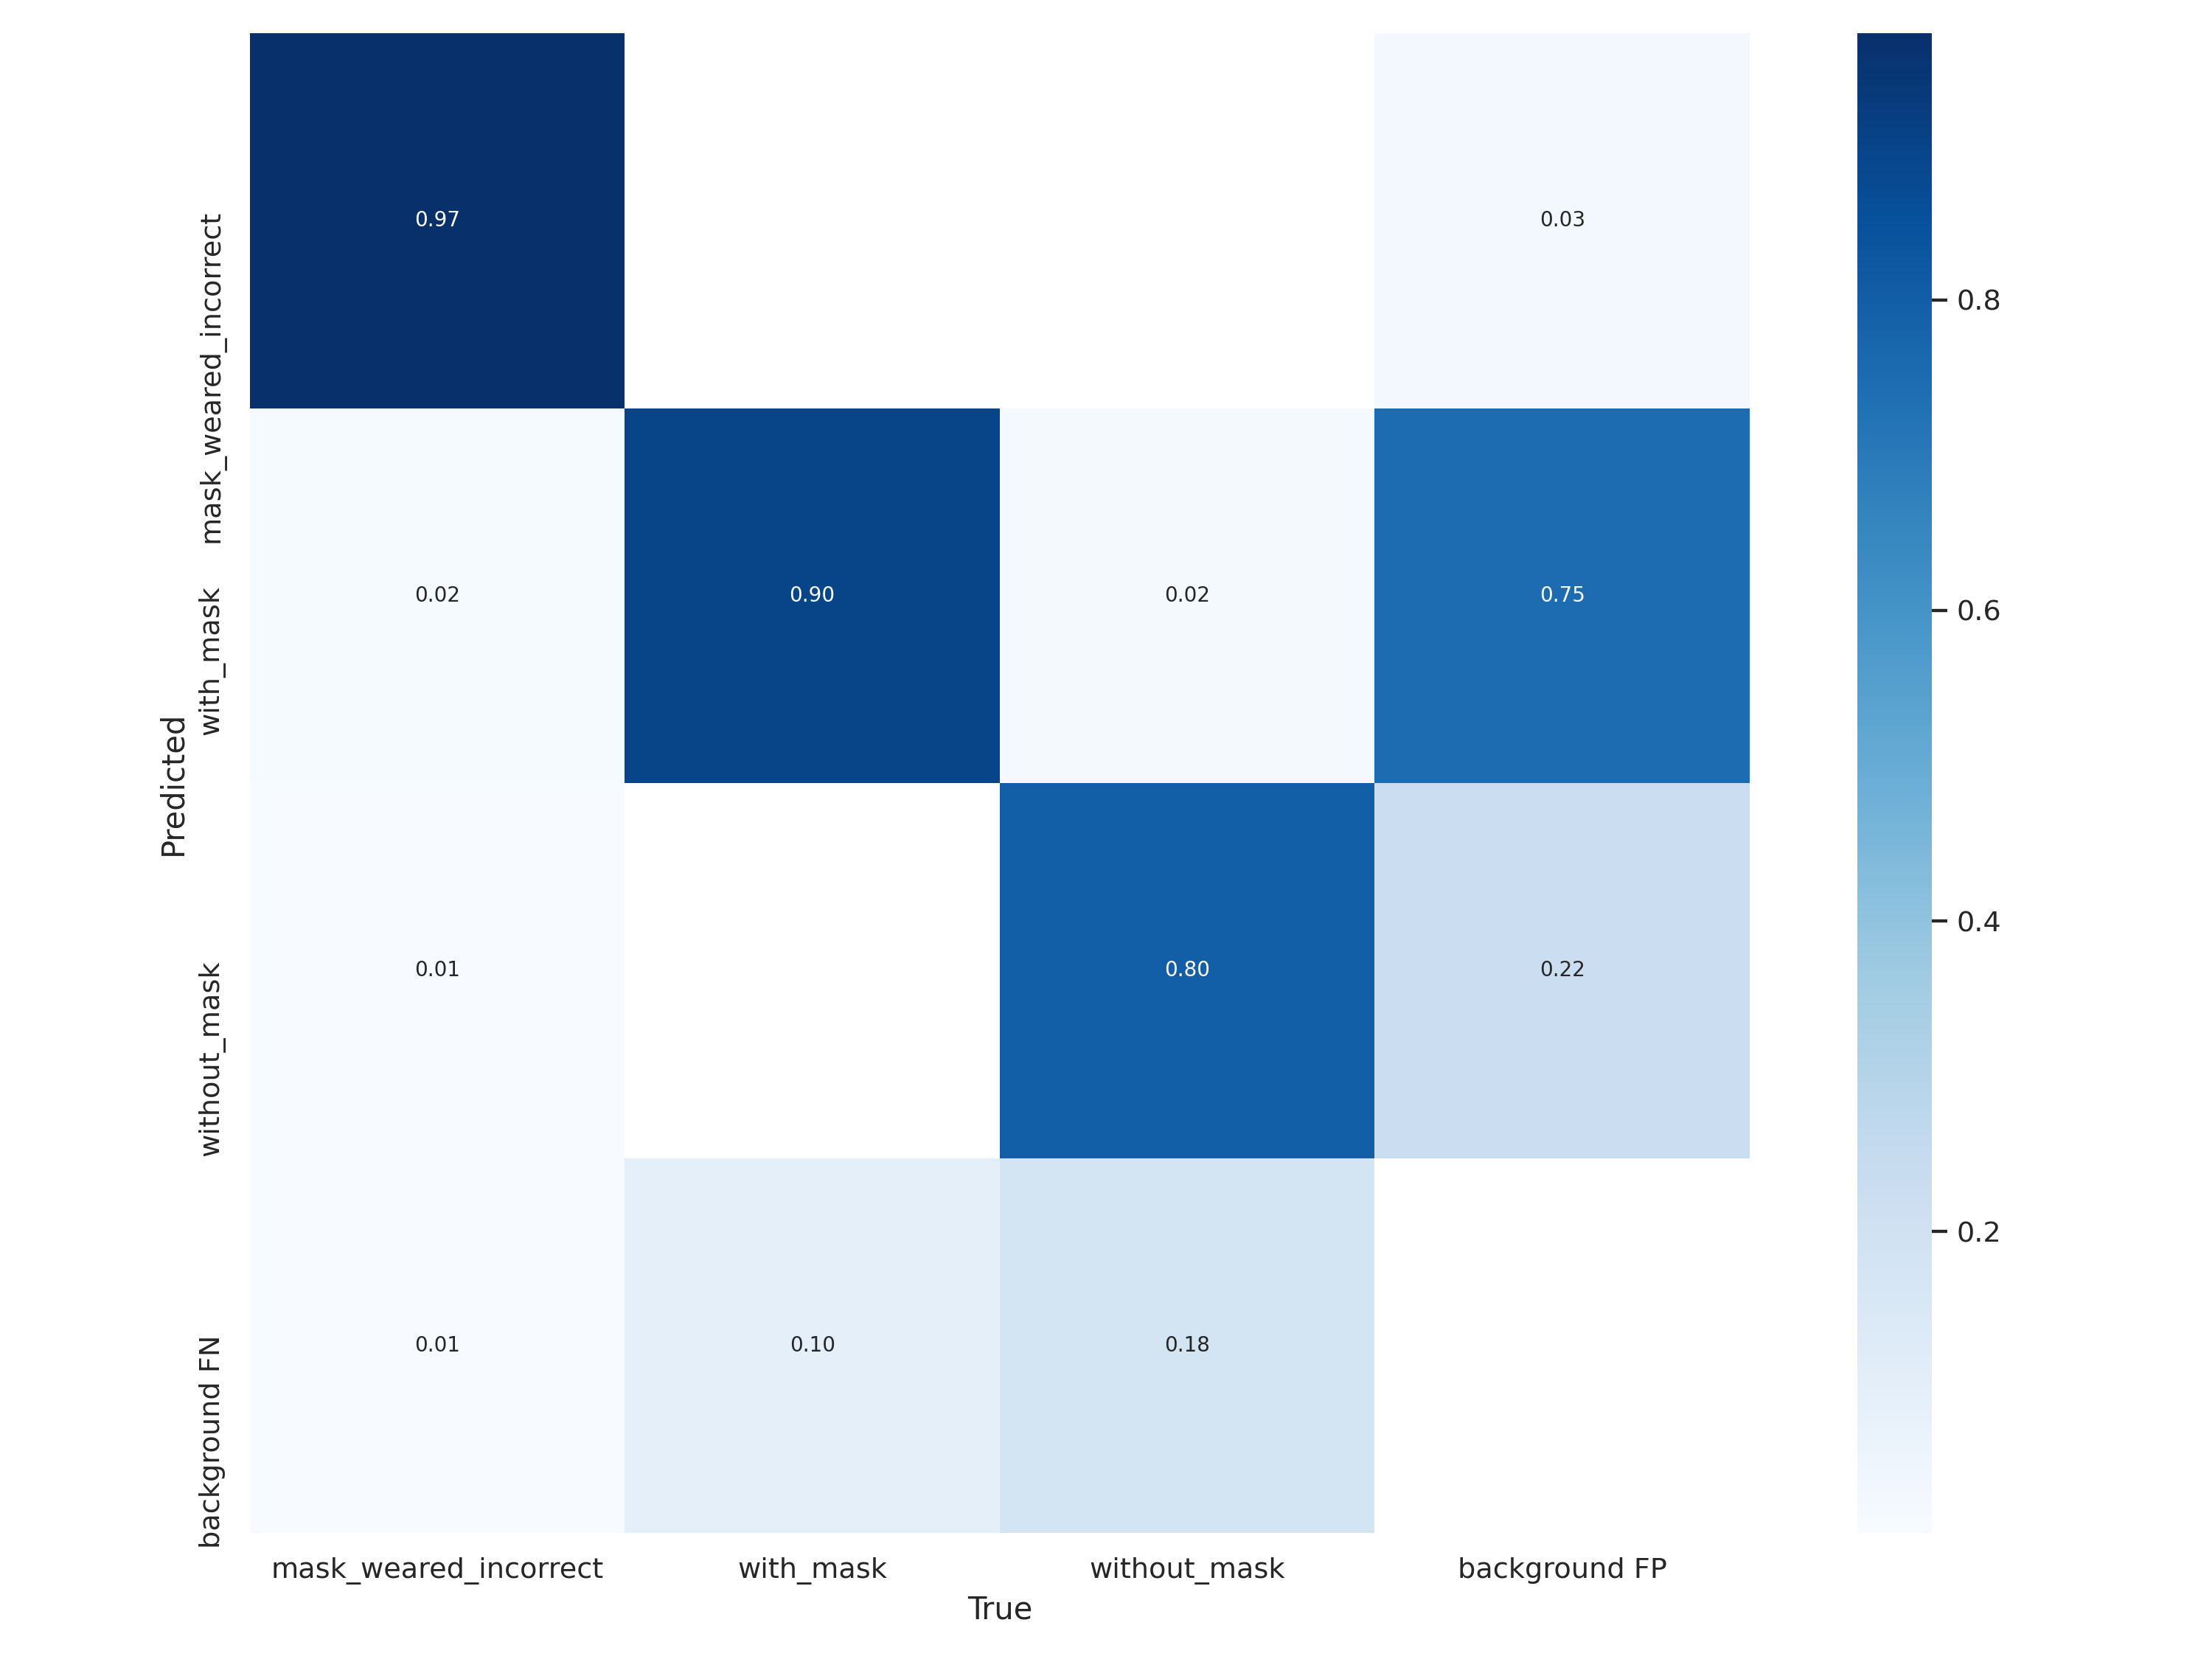 0.97
0.03
0.02
0.90
0.02
0.75
0.01
0.80
0.22
0.01
0.10
0.18
mask_weared_incorrect
with_mask
without_mask
background FN
Predicted
mask_weared_incorrect
with_mask
without_mask
background FP
True
0.8
0.6
0.4
0.2